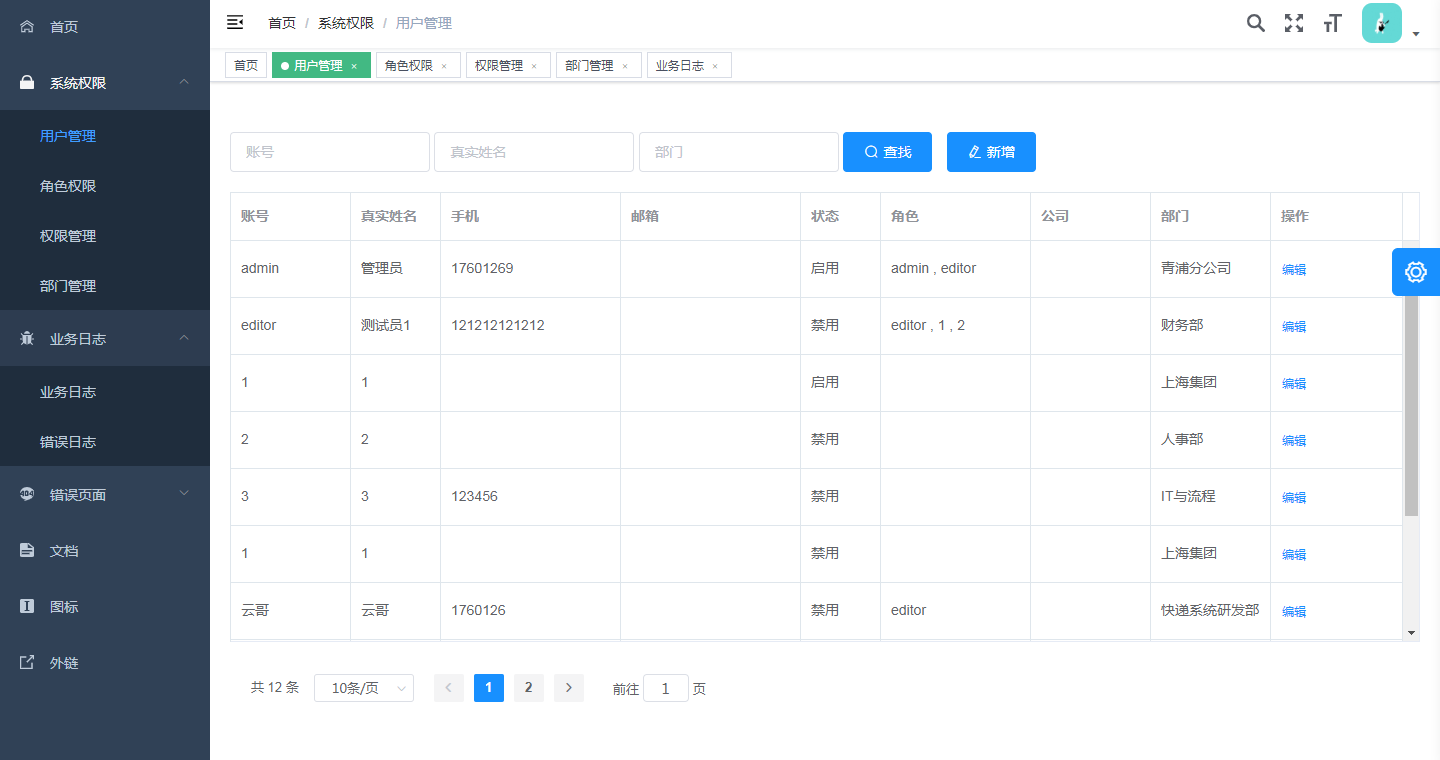 首页
系统权限
用户管理
角色权限
权限管理
部门管理
业务日志
业务日志
错误日志
404 错误页面
文档
图标
外链
首页 / 系统权限 / 用户管理
首页 用户管理 × 角色权限 × 权限管理 × 部门管理 × 业务日志 ×
账号 真实姓名 部门 查找 新增
账号 真实姓名 手机 邮箱 状态 角色 公司 部门 操作
admin 管理员 17601269 启用 admin , editor 青浦分公司 编辑
editor 测试员1 121212121212 禁用 editor , 1 , 2 财务部 编辑
1 1 启用 上海集团 编辑
2 2 禁用 人事部 编辑
3 3 123456 禁用 IT与流程 编辑
1 1 禁用 上海集团 编辑
云哥 云哥 1760126 禁用 editor 快递系统研发部 编辑
共 12 条 10条/页 < 1 2 > 前往 1 页